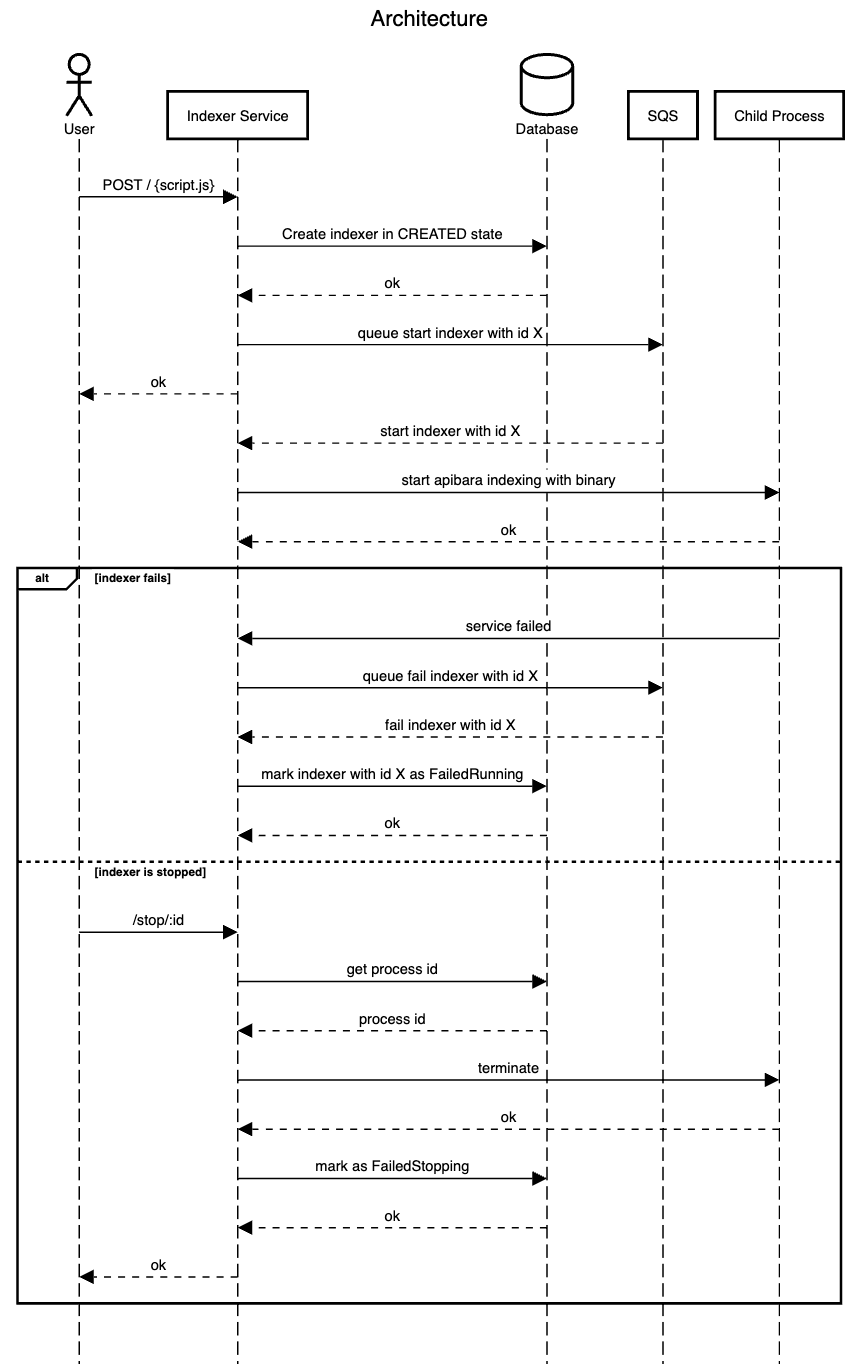 Architecture
User
Indexer Service
Database
SQS
Child Process
POST / {script.js}
Create indexer in CREATED state
ok
queue start indexer with id X
ok
start indexer with id X
start apibara indexing with binary
ok
alt
[indexer fails]
service failed
queue fail indexer with id X
fail indexer with id X
mark indexer with id X as FailedRunning
ok
[indexer is stopped]
/stop/:id
get process id
process id
terminate
ok
mark as FailedStopping
ok
ok